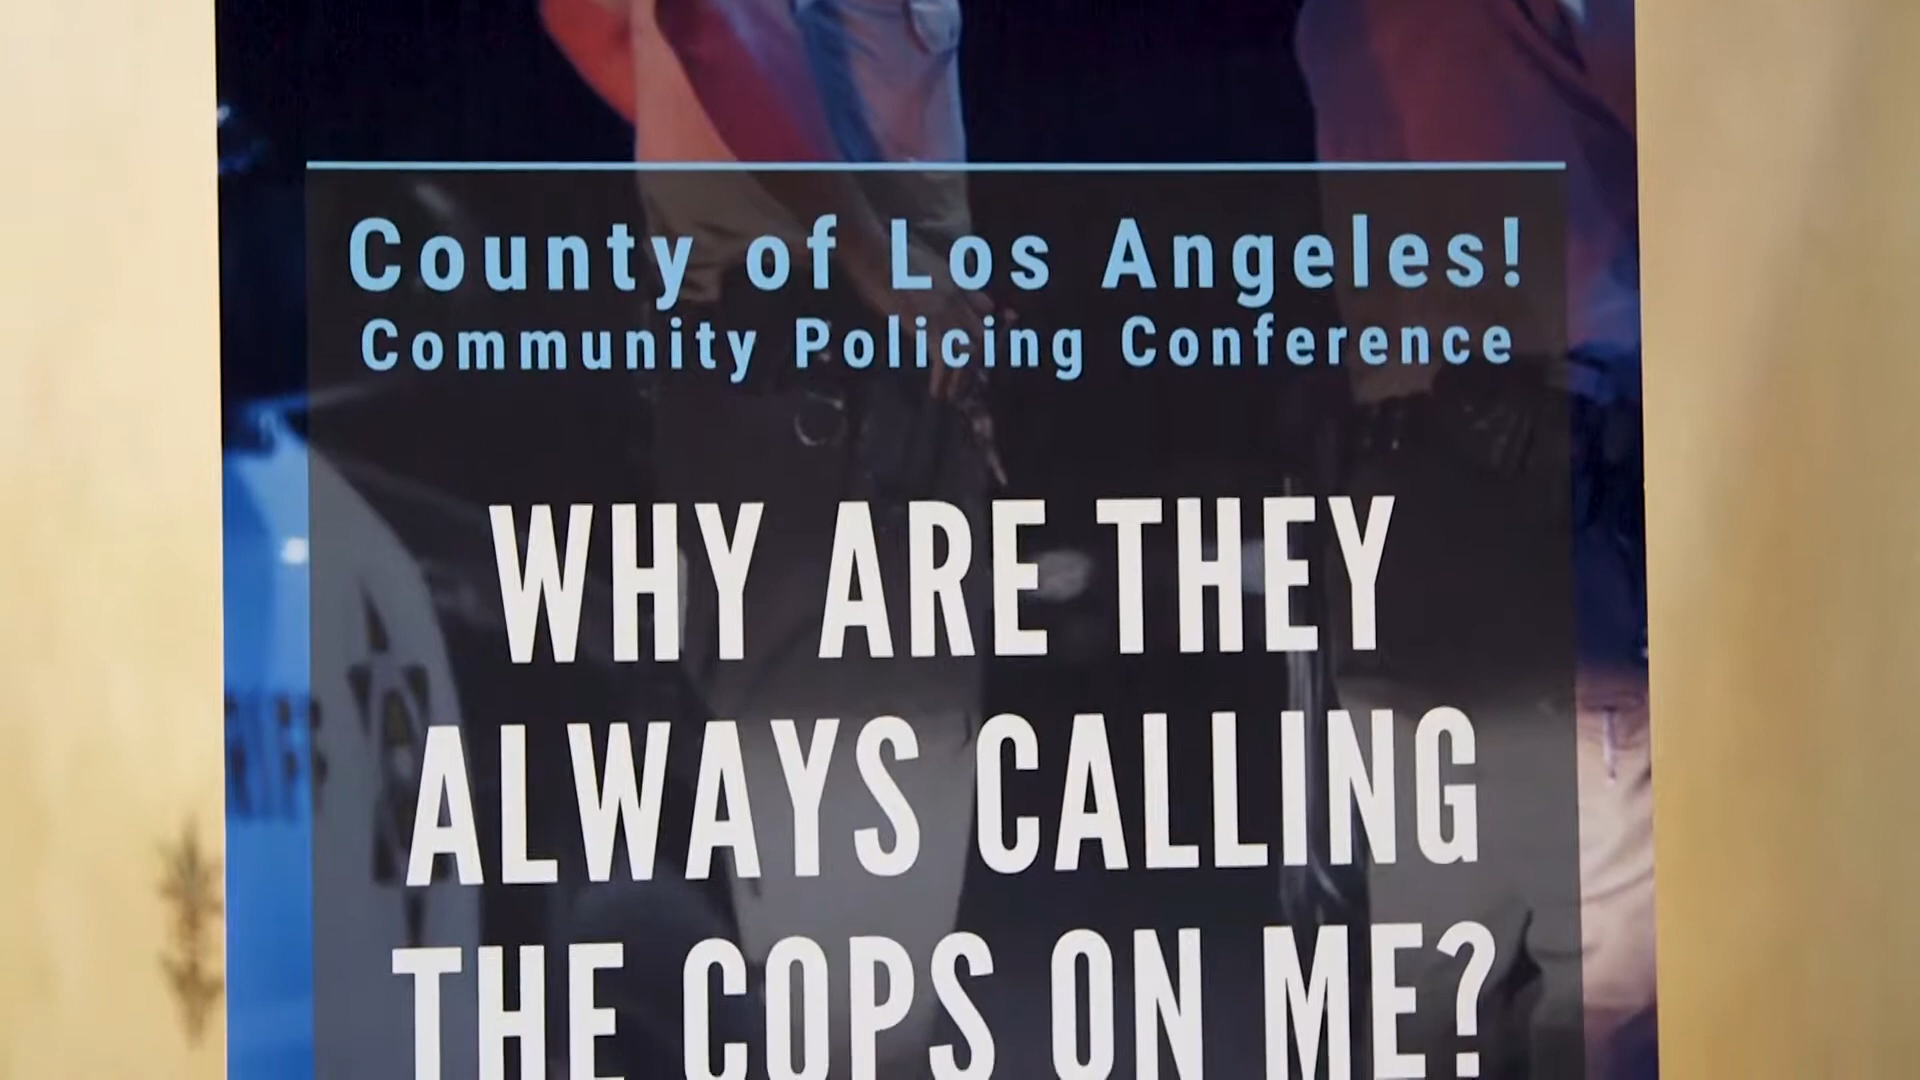 County of Los Angeles!
Community Policing Conference
WHY ARE THEY
ALWAYS CALLING
THE COPS ON ME?